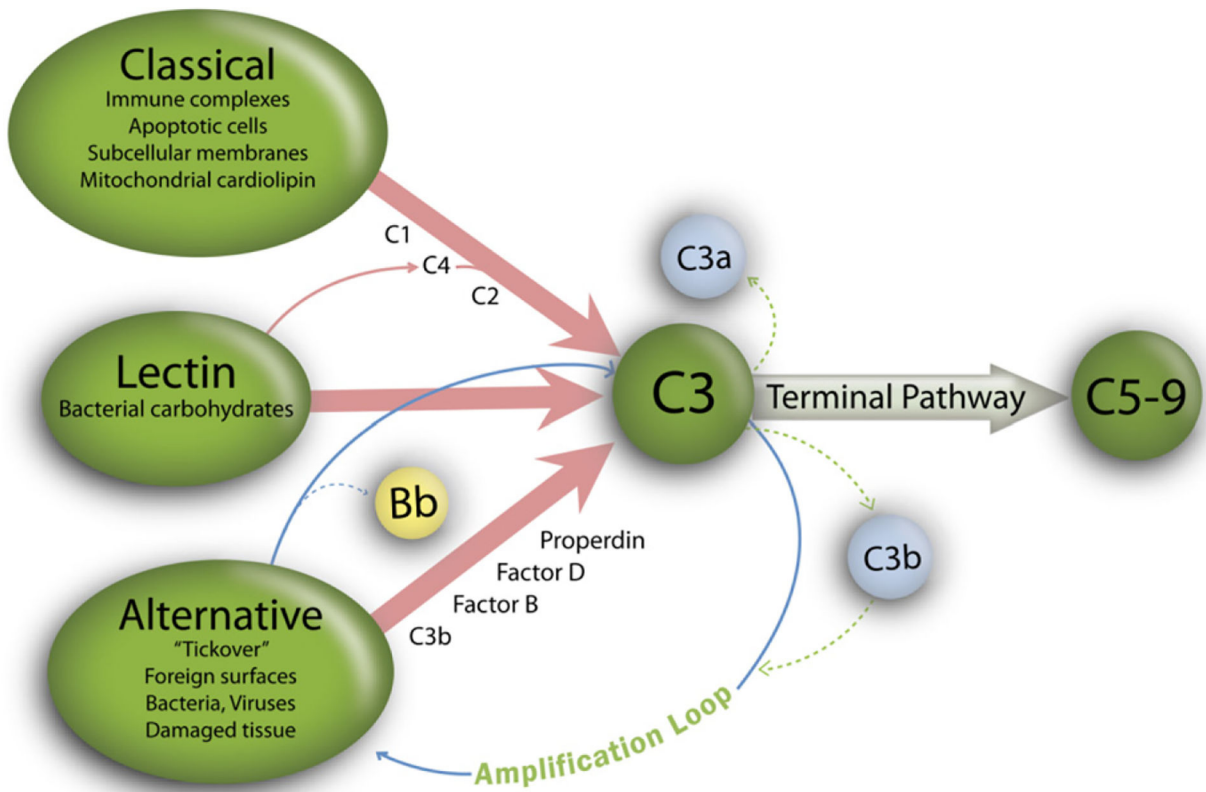 Classical
Immune complexes
Apoptotic cells
Subcellular membranes
Mitochondrial cardiolipin
C1
C4
C2
C3a
Lectin
Bacterial carbohydrates
C3
Terminal Pathway
C5-9
Bb
C3b
Properdin
Factor D
Factor B
C3b
Alternative
“Tickover”
Foreign surfaces
Bacteria, Viruses
Damaged tissue
Amplification Loop